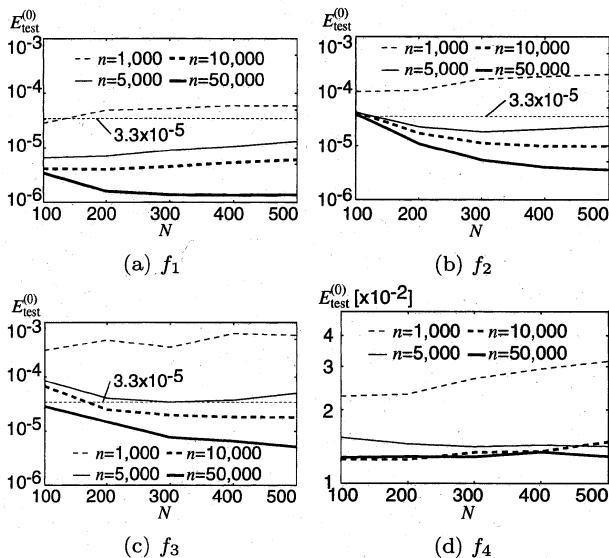 E_test^(0)
10^-3
10^-4
10^-5
10^-6
n=1,000 n=10,000
n=5,000 n=50,000
3.3x10^-5
100 200 300 400 500
N
(a) f_1
E_test^(0)
10^-3
10^-4
10^-5
10^-6
n=1,000 n=10,000
n=5,000 n=50,000
3.3x10^-5
100 200 300 400 500
N
(b) f_2
E_test^(0)
10^-3
10^-4
10^-5
10^-6
3.3x10^-5
n=1,000 n=10,000
n=5,000 n=50,000
100 200 300 400 500
N
(c) f_3
E_test^(0) [x10^-2]
4
3
2
1
n=1,000 n=10,000
n=5,000 n=50,000
100 200 300 400 500
N
(d) f_4